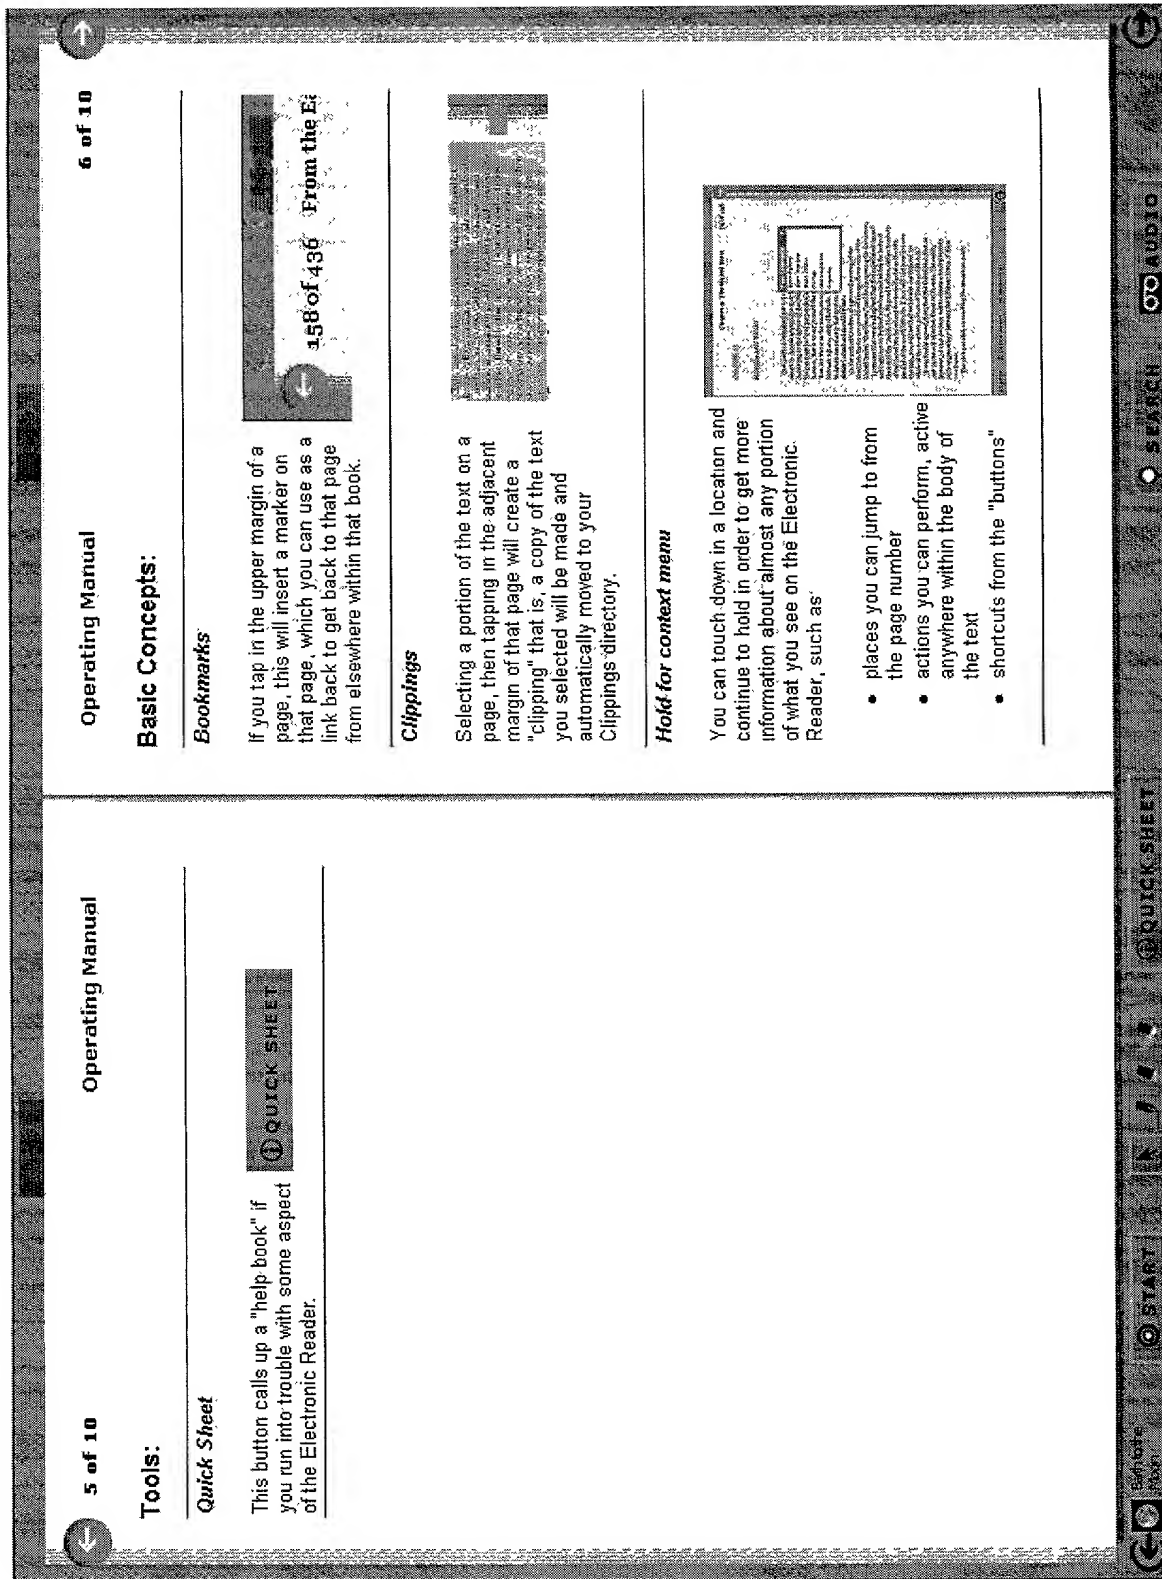 5 of 10
Operating Manual
Tools:
Quick Sheet
This button calls up a "help book" if
you run into trouble with some aspect
of the Electronic Reader.
QUICK SHEET
Operating Manual
6 of 10
Basic Concepts:
Bookmarks
If you tap in the upper margin of a
page, this will insert a marker on
that page, which you can use as a
link back to get back to that page
from elsewhere within that book.
158 of 436 From the Ea
Clippings
Selecting a portion of the text on a
page, then tapping in the adjacent
margin of that page will create a
"clipping" that is, a copy of the text
you selected will be made and
automatically moved to your
Clippings directory.
Hold for context menu
You can touch down in a location and
continue to hold in order to get more
information about almost any portion
of what you see on the Electronic
Reader, such as
• places you can jump to from
the page number
• actions you can perform, active
anywhere within the body of
the text
• shortcuts from the "buttons"
START
QUICK SHEET
SEARCH
AUDIO